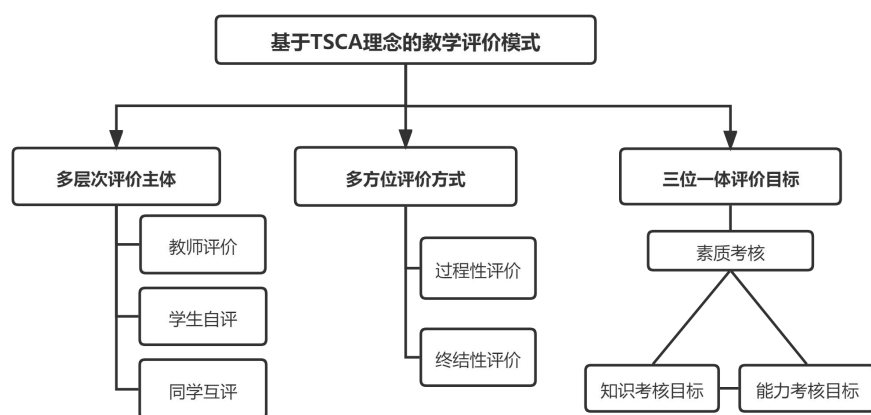 基于TSCA理念的教学评价模式
多层次评价主体
教师评价
学生自评
同学互评
多方位评价方式
过程性评价
终结性评价
三位一体评价目标
素质考核
知识考核目标
能力考核目标